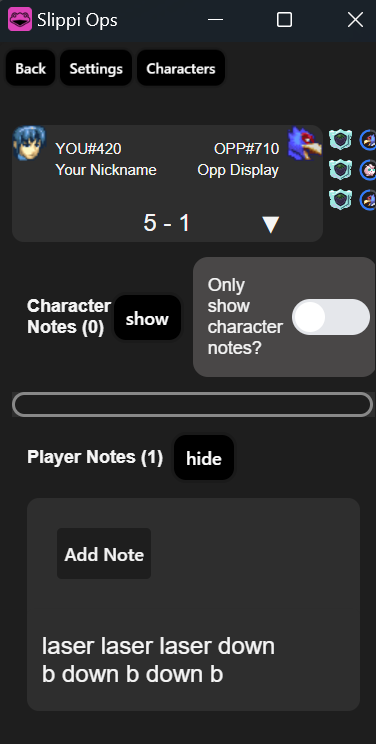 Slippi Ops
Back Settings Characters
YOU#420 OPP#710
Your Nickname Opp Display
5 - 1 ▼
Character
Notes (0)
show
Only
show
character
notes?
Player Notes (1) hide
Add Note
laser laser laser down
b down b down b